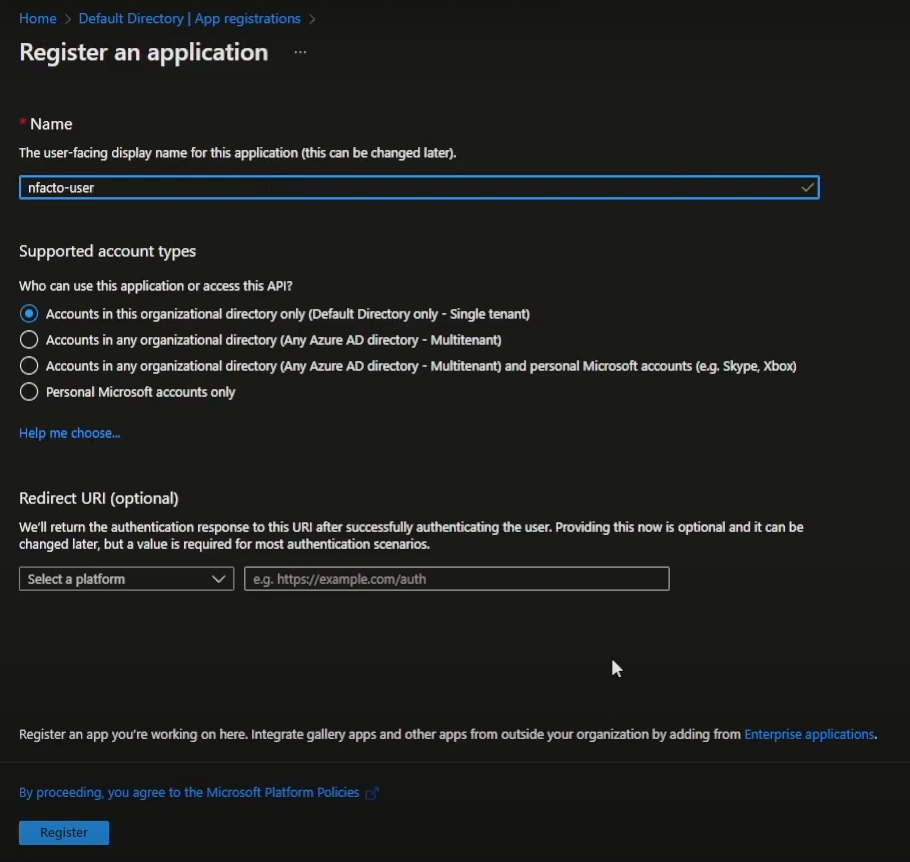 Home > Default Directory | App registrations >
Register an application ...
* Name
The user-facing display name for this application (this can be changed later).
nfacto-user
Supported account types
Who can use this application or access this API?
Accounts in this organizational directory only (Default Directory only - Single tenant)
Accounts in any organizational directory (Any Azure AD directory - Multitenant)
Accounts in any organizational directory (Any Azure AD directory - Multitenant) and personal Microsoft accounts (e.g. Skype, Xbox)
Personal Microsoft accounts only
Help me choose...
Redirect URI (optional)
We'll return the authentication response to this URI after successfully authenticating the user. Providing this now is optional and it can be
changed later, but a value is required for most authentication scenarios.
Select a platform e.g. https://example.com/auth
Register an app you're working on here. Integrate gallery apps and other apps from outside your organization by adding from Enterprise applications.
By proceeding, you agree to the Microsoft Platform Policies
Register